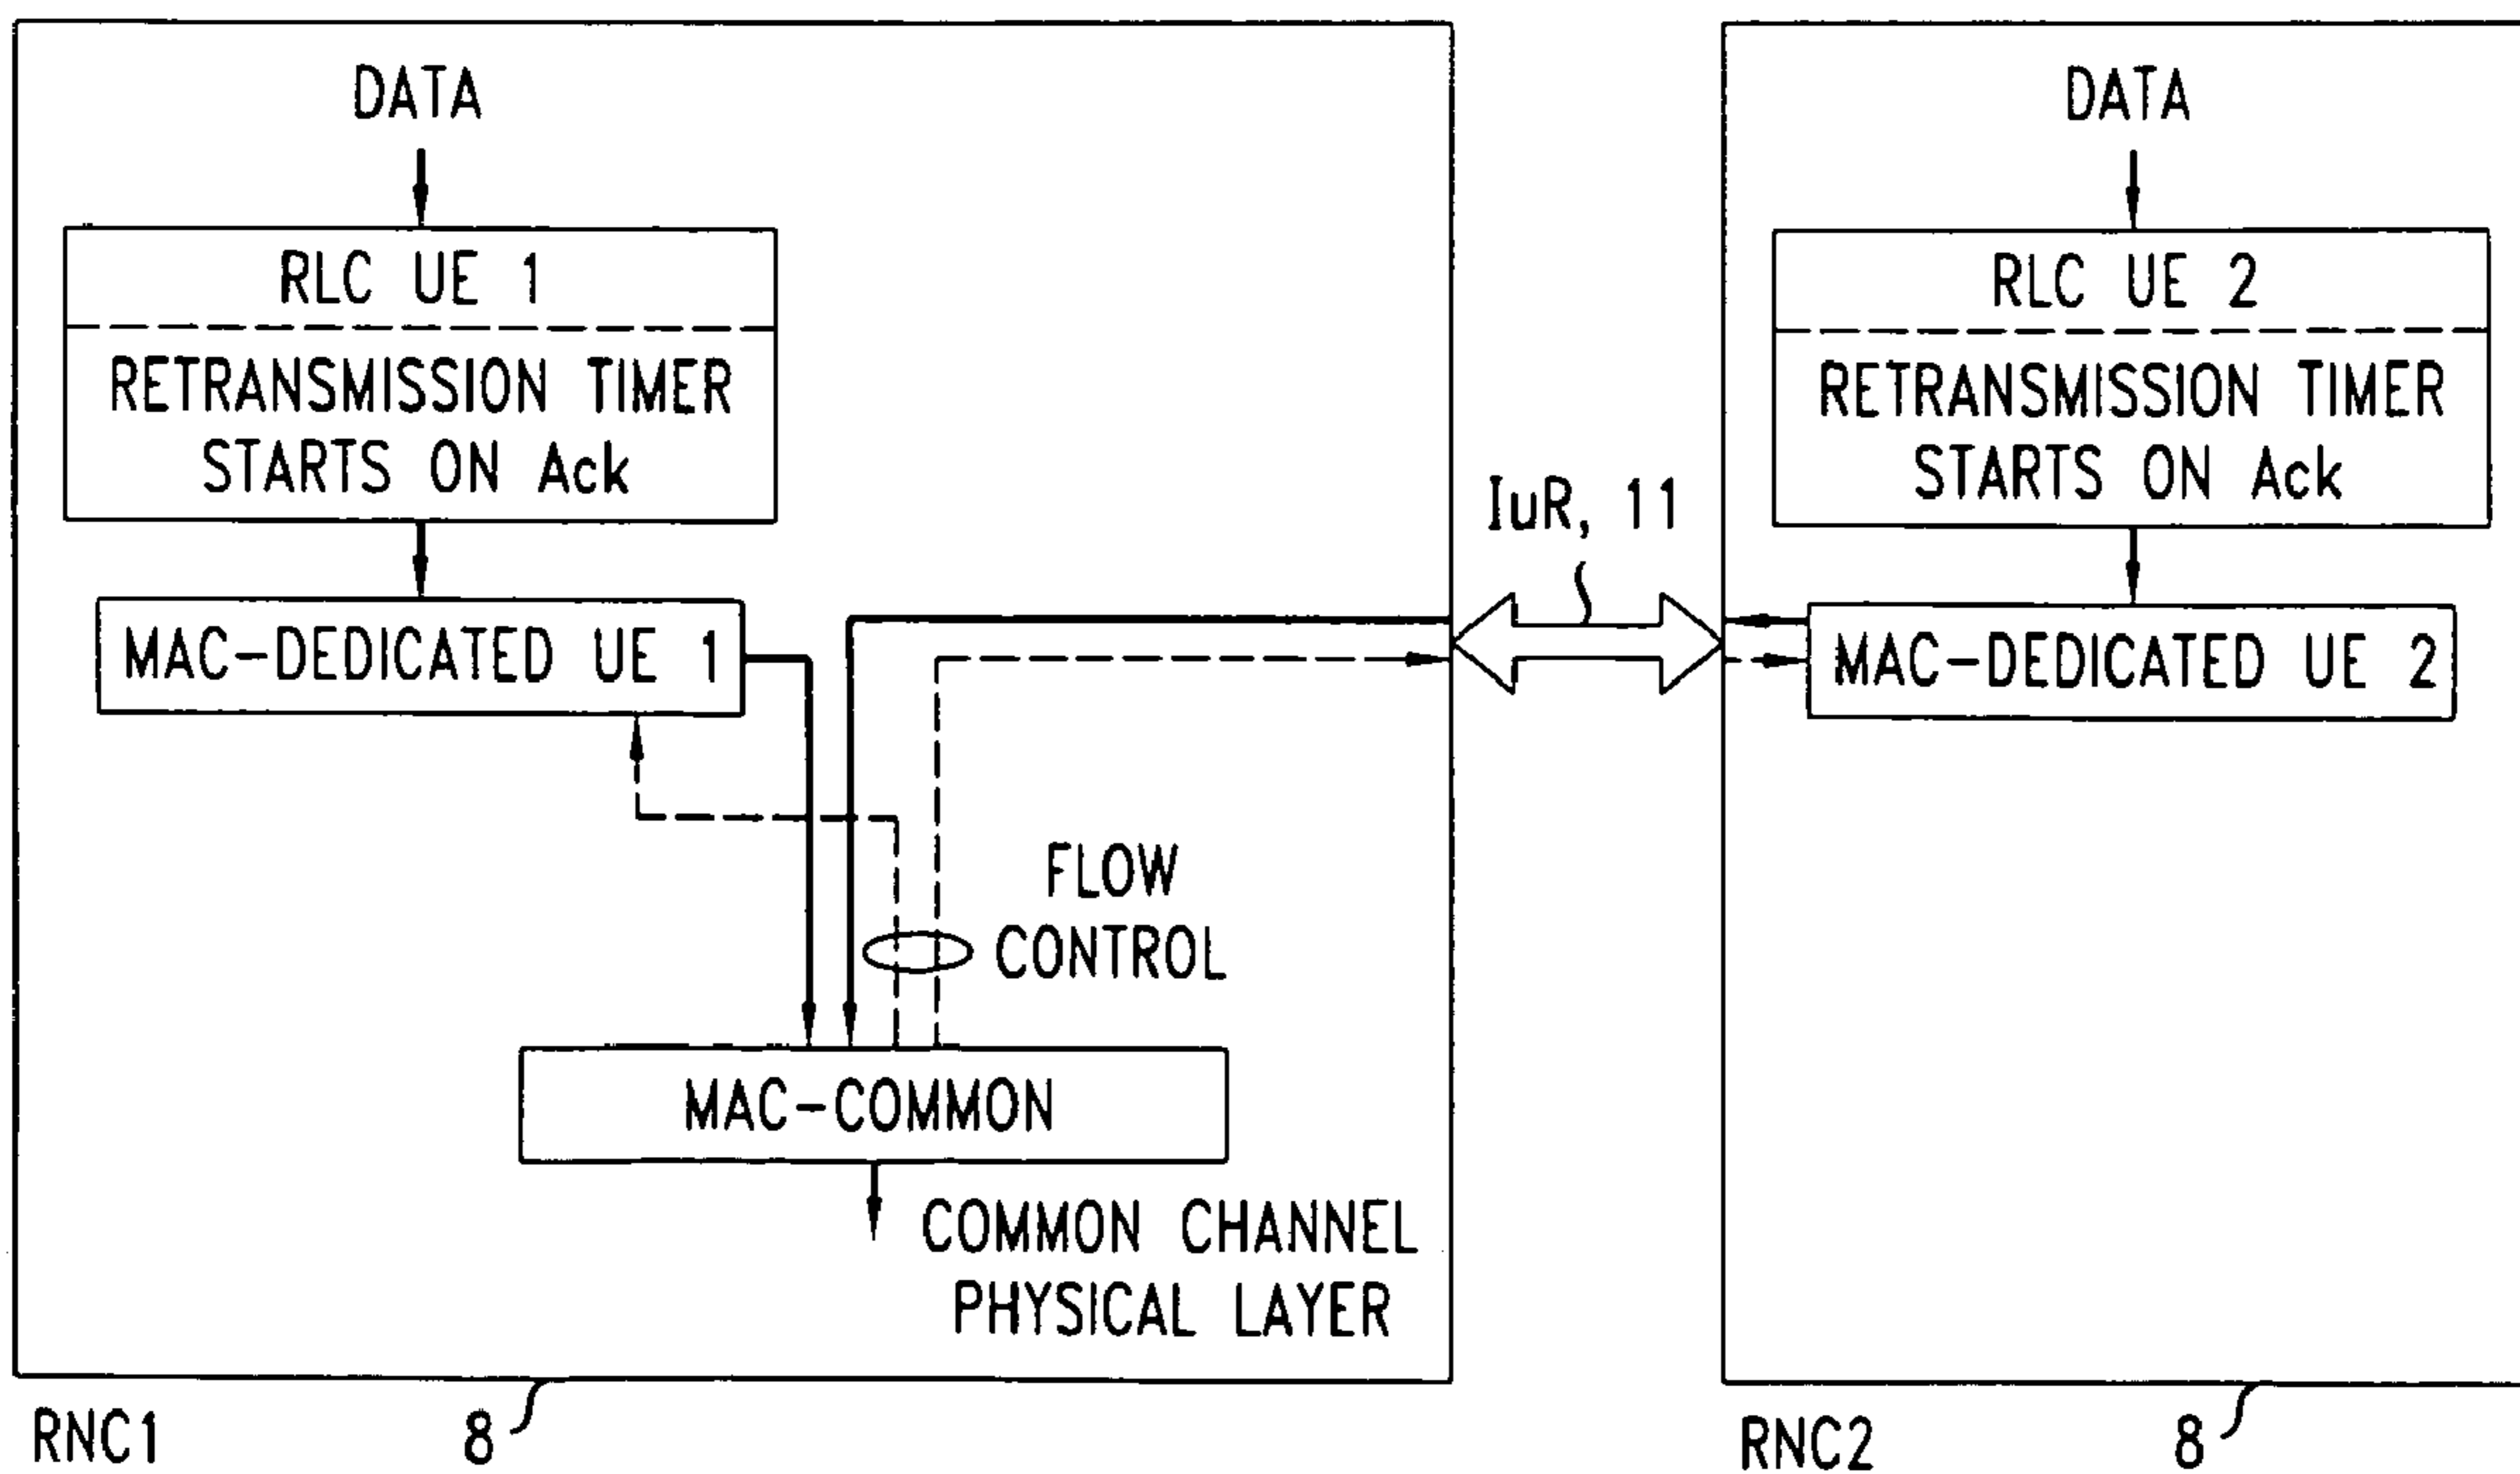 DATA
RLC UE 1
RETRANSMISSION TIMER
STARTS ON Ack
MAC-DEDICATED UE 1
FLOW
CONTROL
MAC-COMMON
COMMON CHANNEL
PHYSICAL LAYER
RNC1
8
IuR, 11
DATA
RLC UE 2
RETRANSMISSION TIMER
STARTS ON Ack
MAC-DEDICATED UE 2
RNC2
8